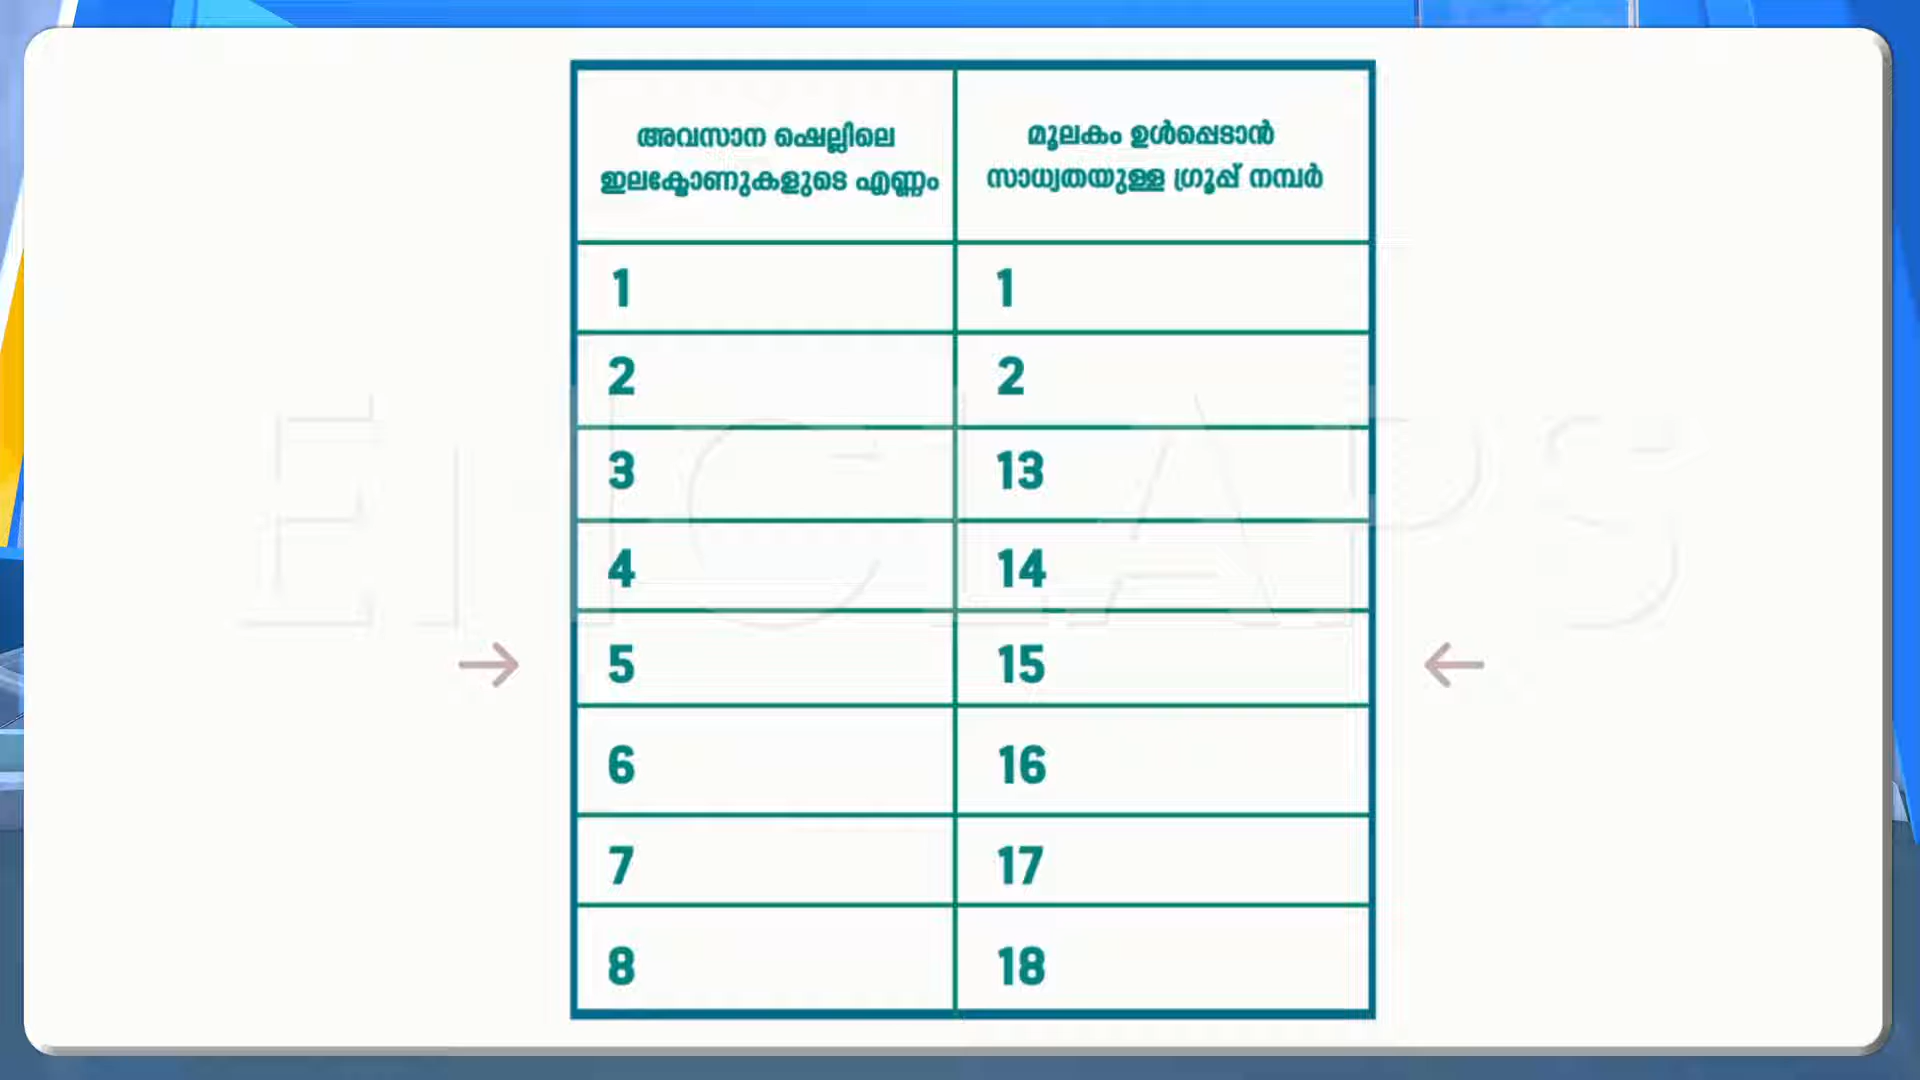 അവസാന ഷെല്ലിലെ
ഇലക്ട്രോണുകളുടെ എണ്ണം
മൂലകം ഉൾപ്പെടാൻ
സാധ്യതയുള്ള ഗ്രൂപ്പ് നമ്പർ
1 1
2 2
3 13
4 14
5 15
6 16
7 17
8 18